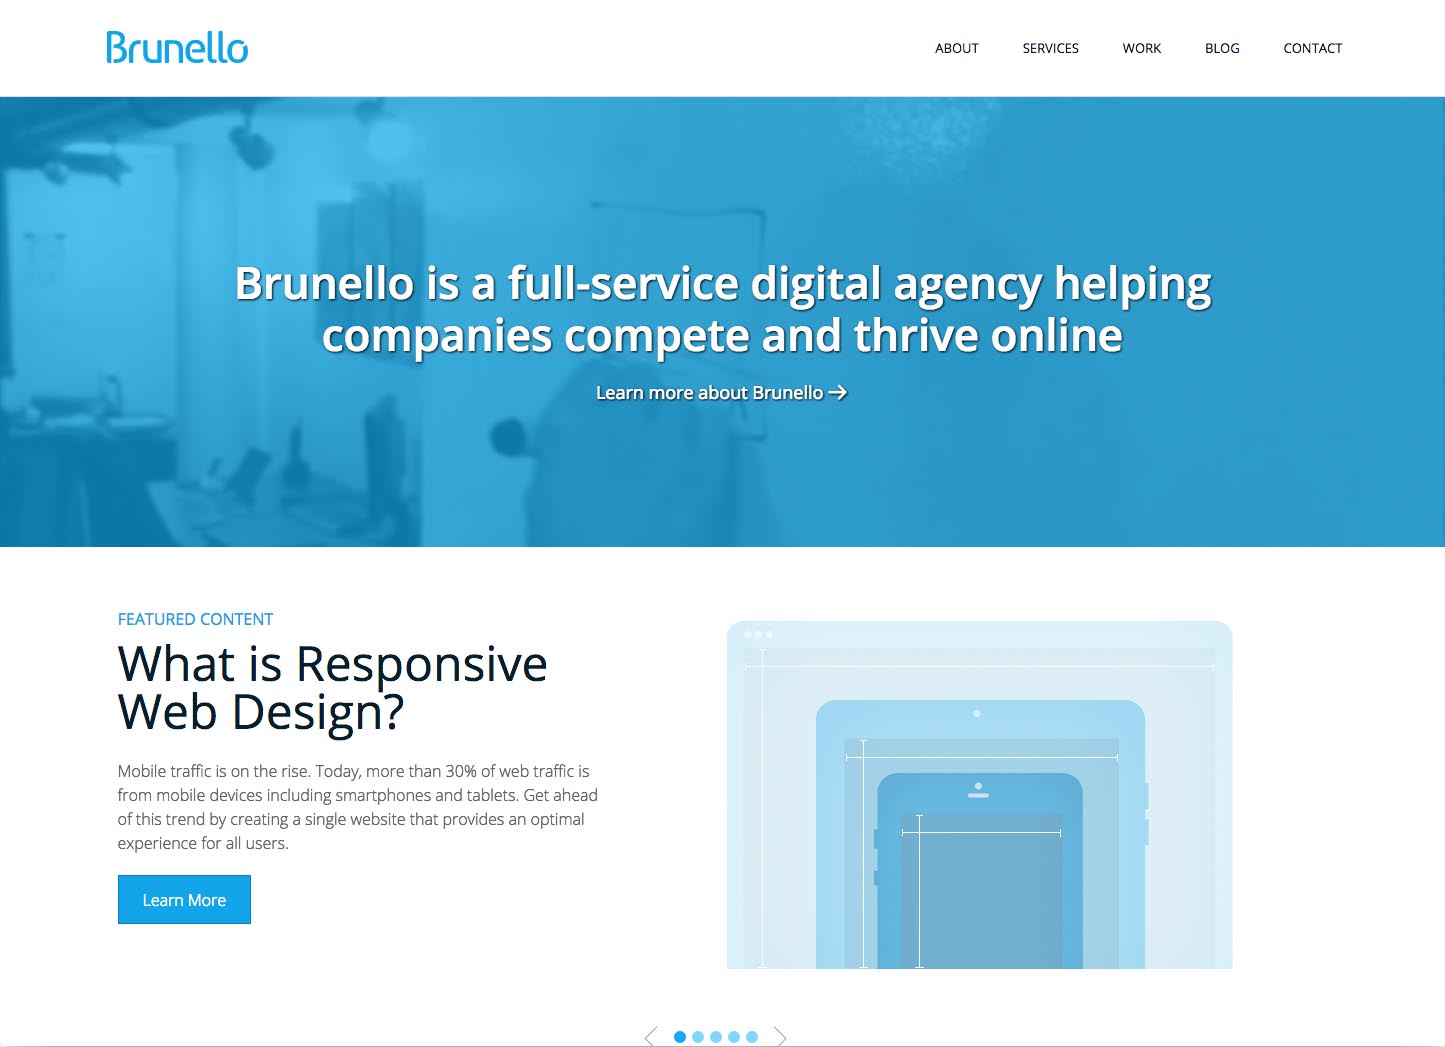 Brunello
ABOUT SERVICES WORK BLOG CONTACT
Brunello is a full-service digital agency helping
companies compete and thrive online
Learn more about Brunello →
FEATURED CONTENT
What is Responsive
Web Design?
Mobile traffic is on the rise. Today, more than 30% of web traffic is
from mobile devices including smartphones and tablets. Get ahead
of this trend by creating a single website that provides an optimal
experience for all users.
Learn More